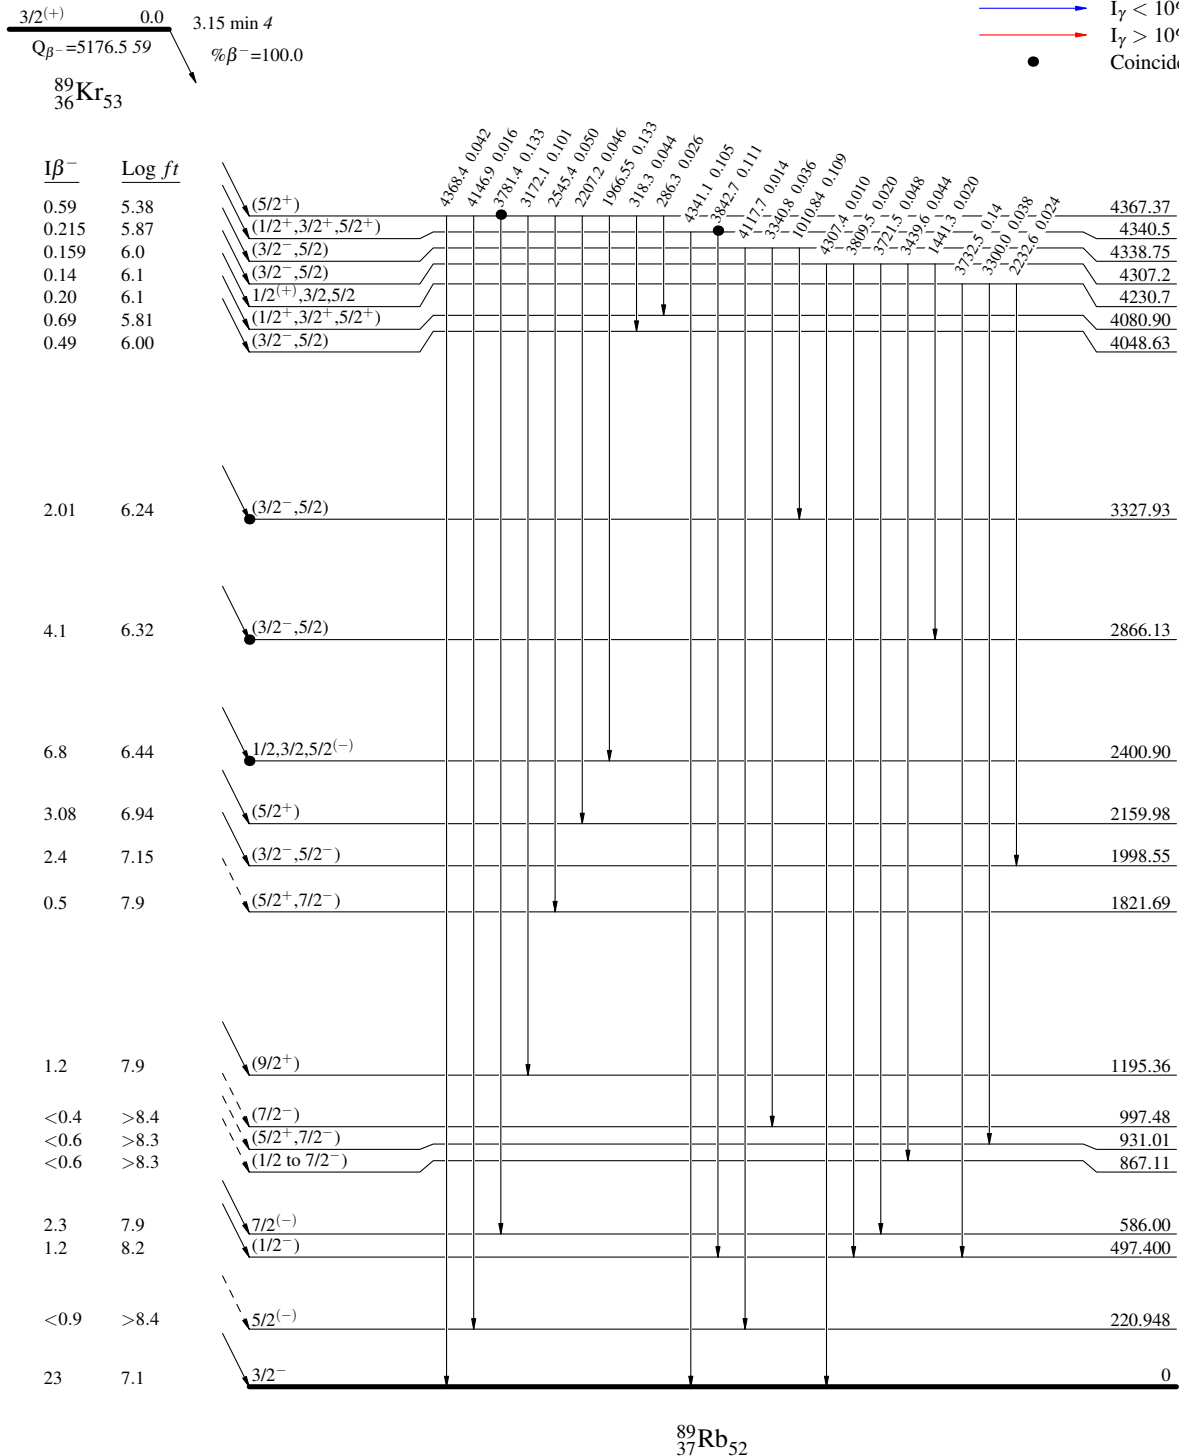 3/2(+) 0.0 3.15 min 4
Qβ−=5176.5 59 %β−=100.0
89 36 Kr 53
Iγ < 10%
Iγ > 10%
Coincide
Iβ− Log ft
4368.4 0.042
4146.9 0.016
3781.4 0.133
3172.1 0.101
2545.4 0.050
2207.2 0.046
1966.55 0.133
318.3 0.044
286.3 0.026
4341.1 0.105
3842.7 0.111
4117.7 0.014
3340.8 0.036
1010.84 0.109
4307.4 0.010
3809.5 0.020
3721.5 0.048
3439.6 0.044
1441.3 0.020
3732.5 0.14
3300.0 0.038
2232.6 0.024
0.59 5.38 (5/2+) 4367.37
0.215 5.87 (1/2+,3/2+,5/2+) 4340.5
0.159 6.0 (3/2−,5/2) 4338.75
0.14 6.1 (3/2−,5/2) 4307.2
0.20 6.1 1/2(+),3/2,5/2 4230.7
0.69 5.81 (1/2+,3/2+,5/2+) 4080.90
0.49 6.00 (3/2−,5/2) 4048.63
2.01 6.24 (3/2−,5/2) 3327.93
4.1 6.32 (3/2−,5/2) 2866.13
6.8 6.44 1/2,3/2,5/2(−) 2400.90
3.08 6.94 (5/2+) 2159.98
2.4 7.15 (3/2−,5/2−) 1998.55
0.5 7.9 (5/2+,7/2−) 1821.69
1.2 7.9 (9/2+) 1195.36
<0.4 >8.4 (7/2−) 997.48
<0.6 >8.3 (5/2+,7/2−) 931.01
<0.6 >8.3 (1/2 to 7/2−) 867.11
2.3 7.9 7/2(−) 586.00
1.2 8.2 (1/2−) 497.400
<0.9 >8.4 5/2(−) 220.948
23 7.1 3/2− 0
89 37 Rb 52